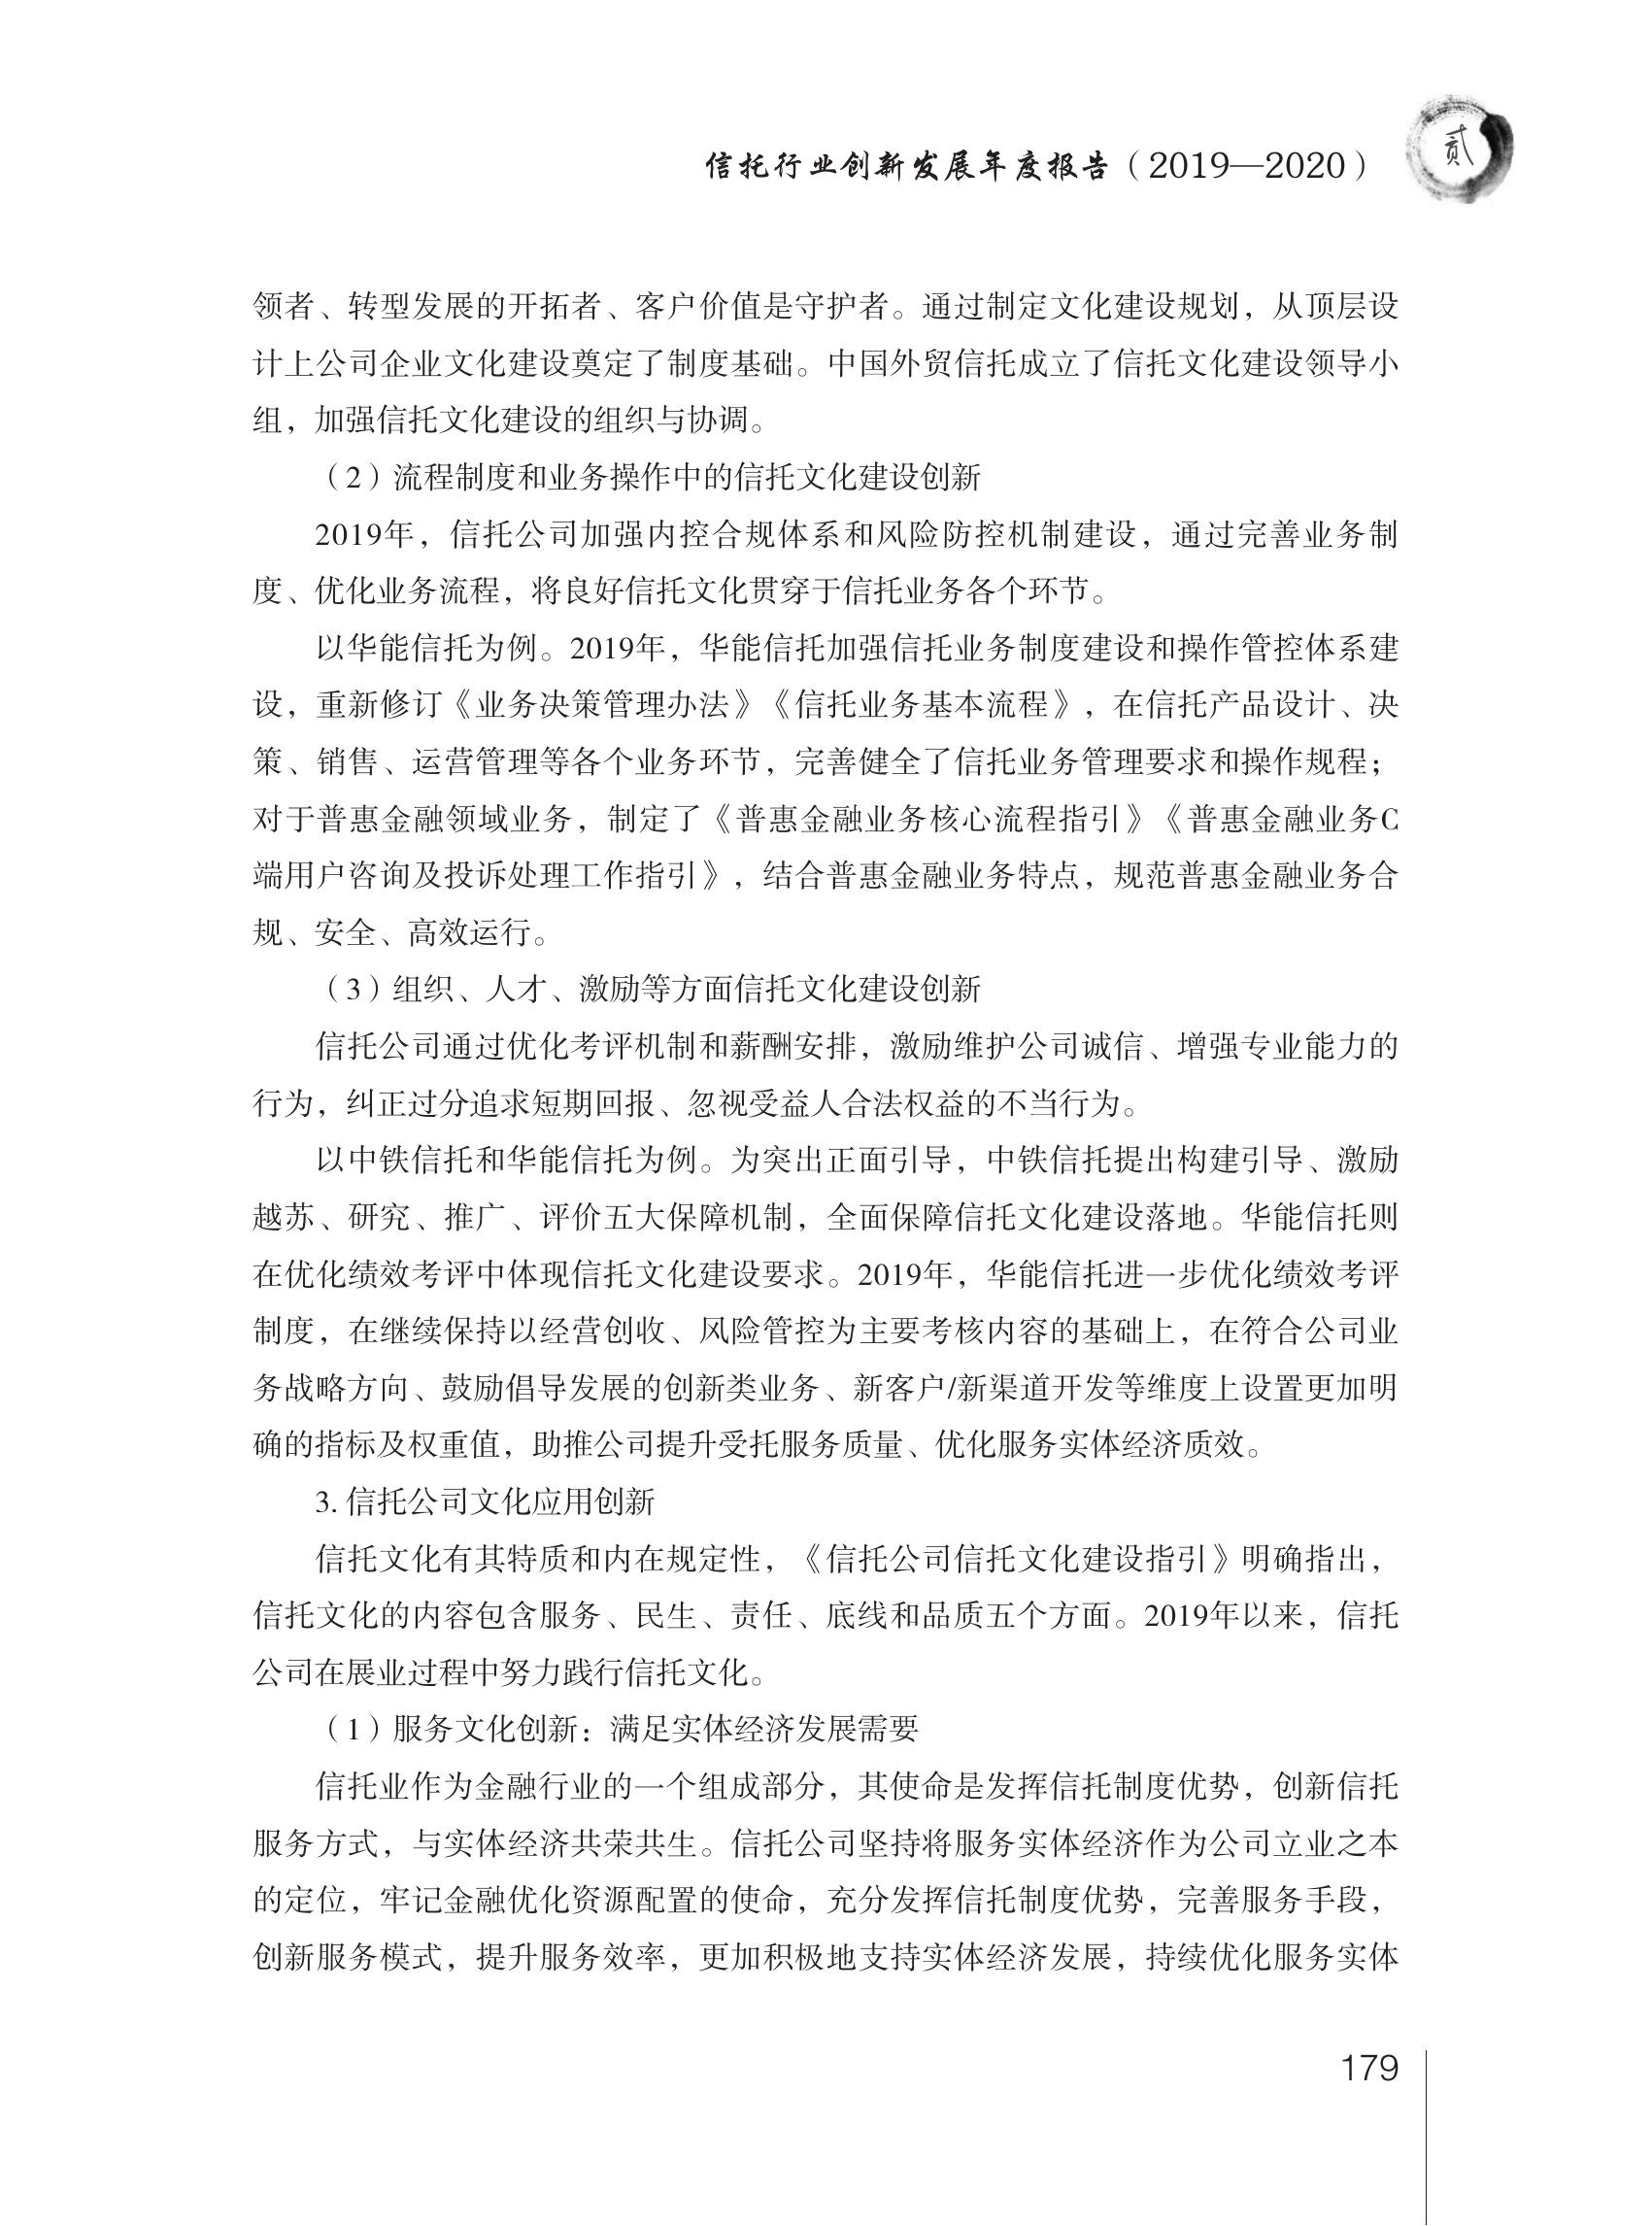 信托行业创新发展年度报告（2019—2020）
贰
领者、转型发展的开拓者、客户价值是守护者。通过制定文化建设规划，从顶层设
计上公司企业文化建设奠定了制度基础。中国外贸信托成立了信托文化建设领导小
组，加强信托文化建设的组织与协调。
（2）流程制度和业务操作中的信托文化建设创新
2019年，信托公司加强内控合规体系和风险防控机制建设，通过完善业务制
度、优化业务流程，将良好信托文化贯穿于信托业务各个环节。
以华能信托为例。2019年，华能信托加强信托业务制度建设和操作管控体系建
设，重新修订《业务决策管理办法》《信托业务基本流程》，在信托产品设计、决
策、销售、运营管理等各个业务环节，完善健全了信托业务管理要求和操作规程；
对于普惠金融领域业务，制定了《普惠金融业务核心流程指引》《普惠金融业务C
端用户咨询及投诉处理工作指引》，结合普惠金融业务特点，规范普惠金融业务合
规、安全、高效运行。
（3）组织、人才、激励等方面信托文化建设创新
信托公司通过优化考评机制和薪酬安排，激励维护公司诚信、增强专业能力的
行为，纠正过分追求短期回报、忽视受益人合法权益的不当行为。
以中铁信托和华能信托为例。为突出正面引导，中铁信托提出构建引导、激励
越苏、研究、推广、评价五大保障机制，全面保障信托文化建设落地。华能信托则
在优化绩效考评中体现信托文化建设要求。2019年，华能信托进一步优化绩效考评
制度，在继续保持以经营创收、风险管控为主要考核内容的基础上，在符合公司业
务战略方向、鼓励倡导发展的创新类业务、新客户/新渠道开发等维度上设置更加明
确的指标及权重值，助推公司提升受托服务质量、优化服务实体经济质效。
3. 信托公司文化应用创新
信托文化有其特质和内在规定性，《信托公司信托文化建设指引》明确指出，
信托文化的内容包含服务、民生、责任、底线和品质五个方面。2019年以来，信托
公司在展业过程中努力践行信托文化。
（1）服务文化创新：满足实体经济发展需要
信托业作为金融行业的一个组成部分，其使命是发挥信托制度优势，创新信托
服务方式，与实体经济共荣共生。信托公司坚持将服务实体经济作为公司立业之本
的定位，牢记金融优化资源配置的使命，充分发挥信托制度优势，完善服务手段，
创新服务模式，提升服务效率，更加积极地支持实体经济发展，持续优化服务实体
179